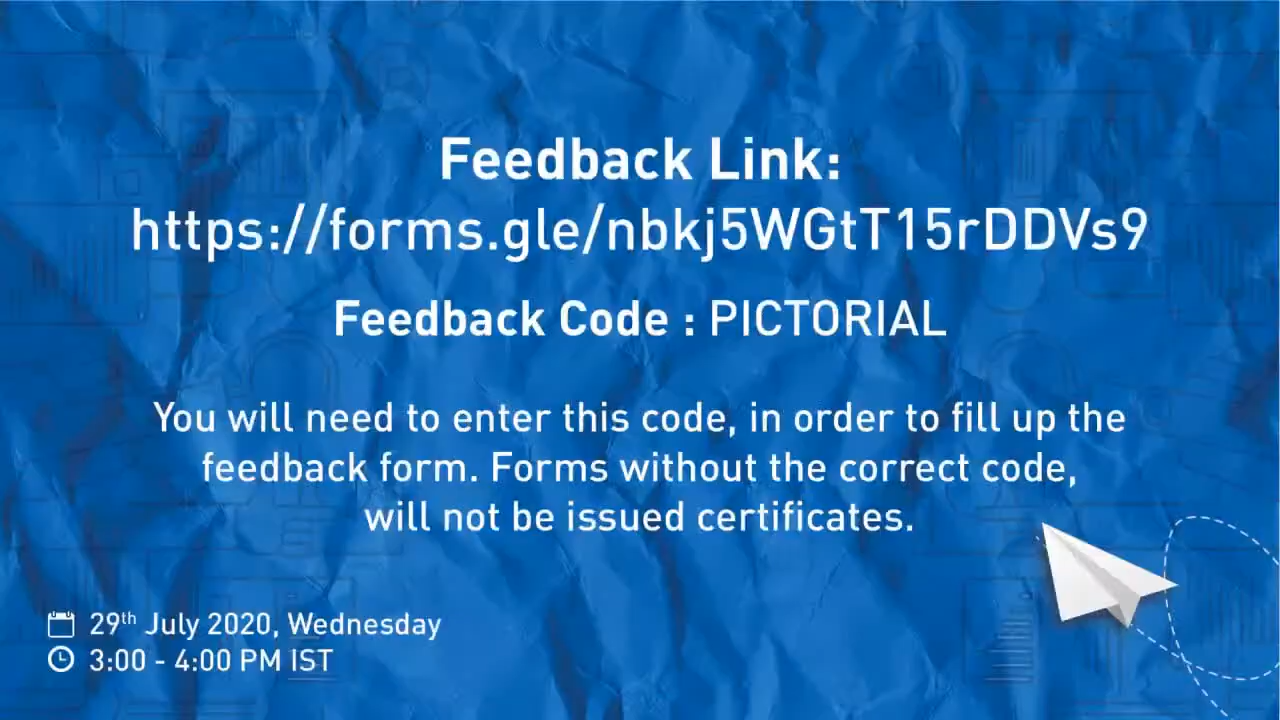 Feedback Link:
https://forms.gle/nbkj5WGtT15rDDVs9
Feedback Code : PICTORIAL
You will need to enter this code, in order to fill up the
feedback form. Forms without the correct code,
will not be issued certificates.
29th July 2020, Wednesday
3:00 - 4:00 PM IST